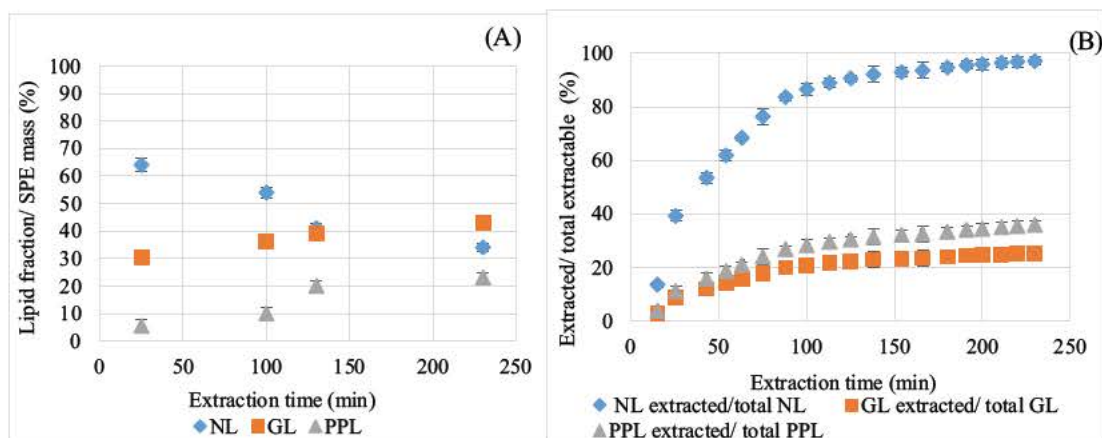 (A)
Lipid fraction/ SPE mass (%)
100
90
80
70
60
50
40
30
20
10
0
0 50 100 150 200 250
Extraction time (min)
NL GL PPL
(B)
Extracted/ total extractable (%)
100
80
60
40
20
0
0 50 100 150 200 250
Extraction time (min)
NL extracted/total NL GL extracted/ total GL
PPL extracted/ total PPL